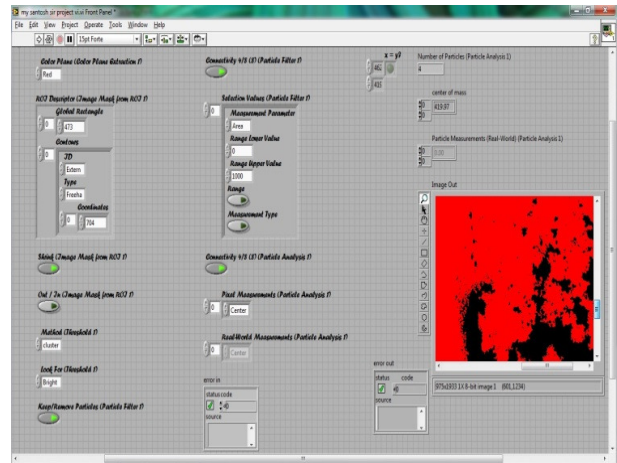 my santosh sir project v.vi Front Panel *
File Edit View Project Operate Tools Window Help
15pt Forte
Color Plane (Color Plane Extraction 1)
Red
ROI Descriptor (Image Mask from ROI 1)
Global Rectangle
0
473
Contours
0
ID
Extern
Type
Freeha
Coordinates
0
704
Shrink (Image Mask from ROI 1)
Out / In (Image Mask from ROI 1)
Method (Threshold 1)
cluster
Look For (Threshold 1)
Bright
Keep/Remove Particles (Particle Filter 1)
Connectivity 4/8 (8) (Particle Filter 1)
Selection Values (Particle Filter 1)
0
Measurement Parameter
Area
Range Lower Value
0
Range Upper Value
1000
Range
Measurement Type
Connectivity 4/8 (8) (Particle Analysis 1)
Pixel Measurements (Particle Analysis 1)
0
Center
Real-World Measurements (Particle Analysis 1)
0
Center
error in
status code
0
source
x = y?
Number of Particles (Particle Analysis 1)
4
center of mass
0
0
819.97
Particle Measurements (Real-World) (Particle Analysis 1)
0
0
0.00
Image Out
error out
status code
0
source